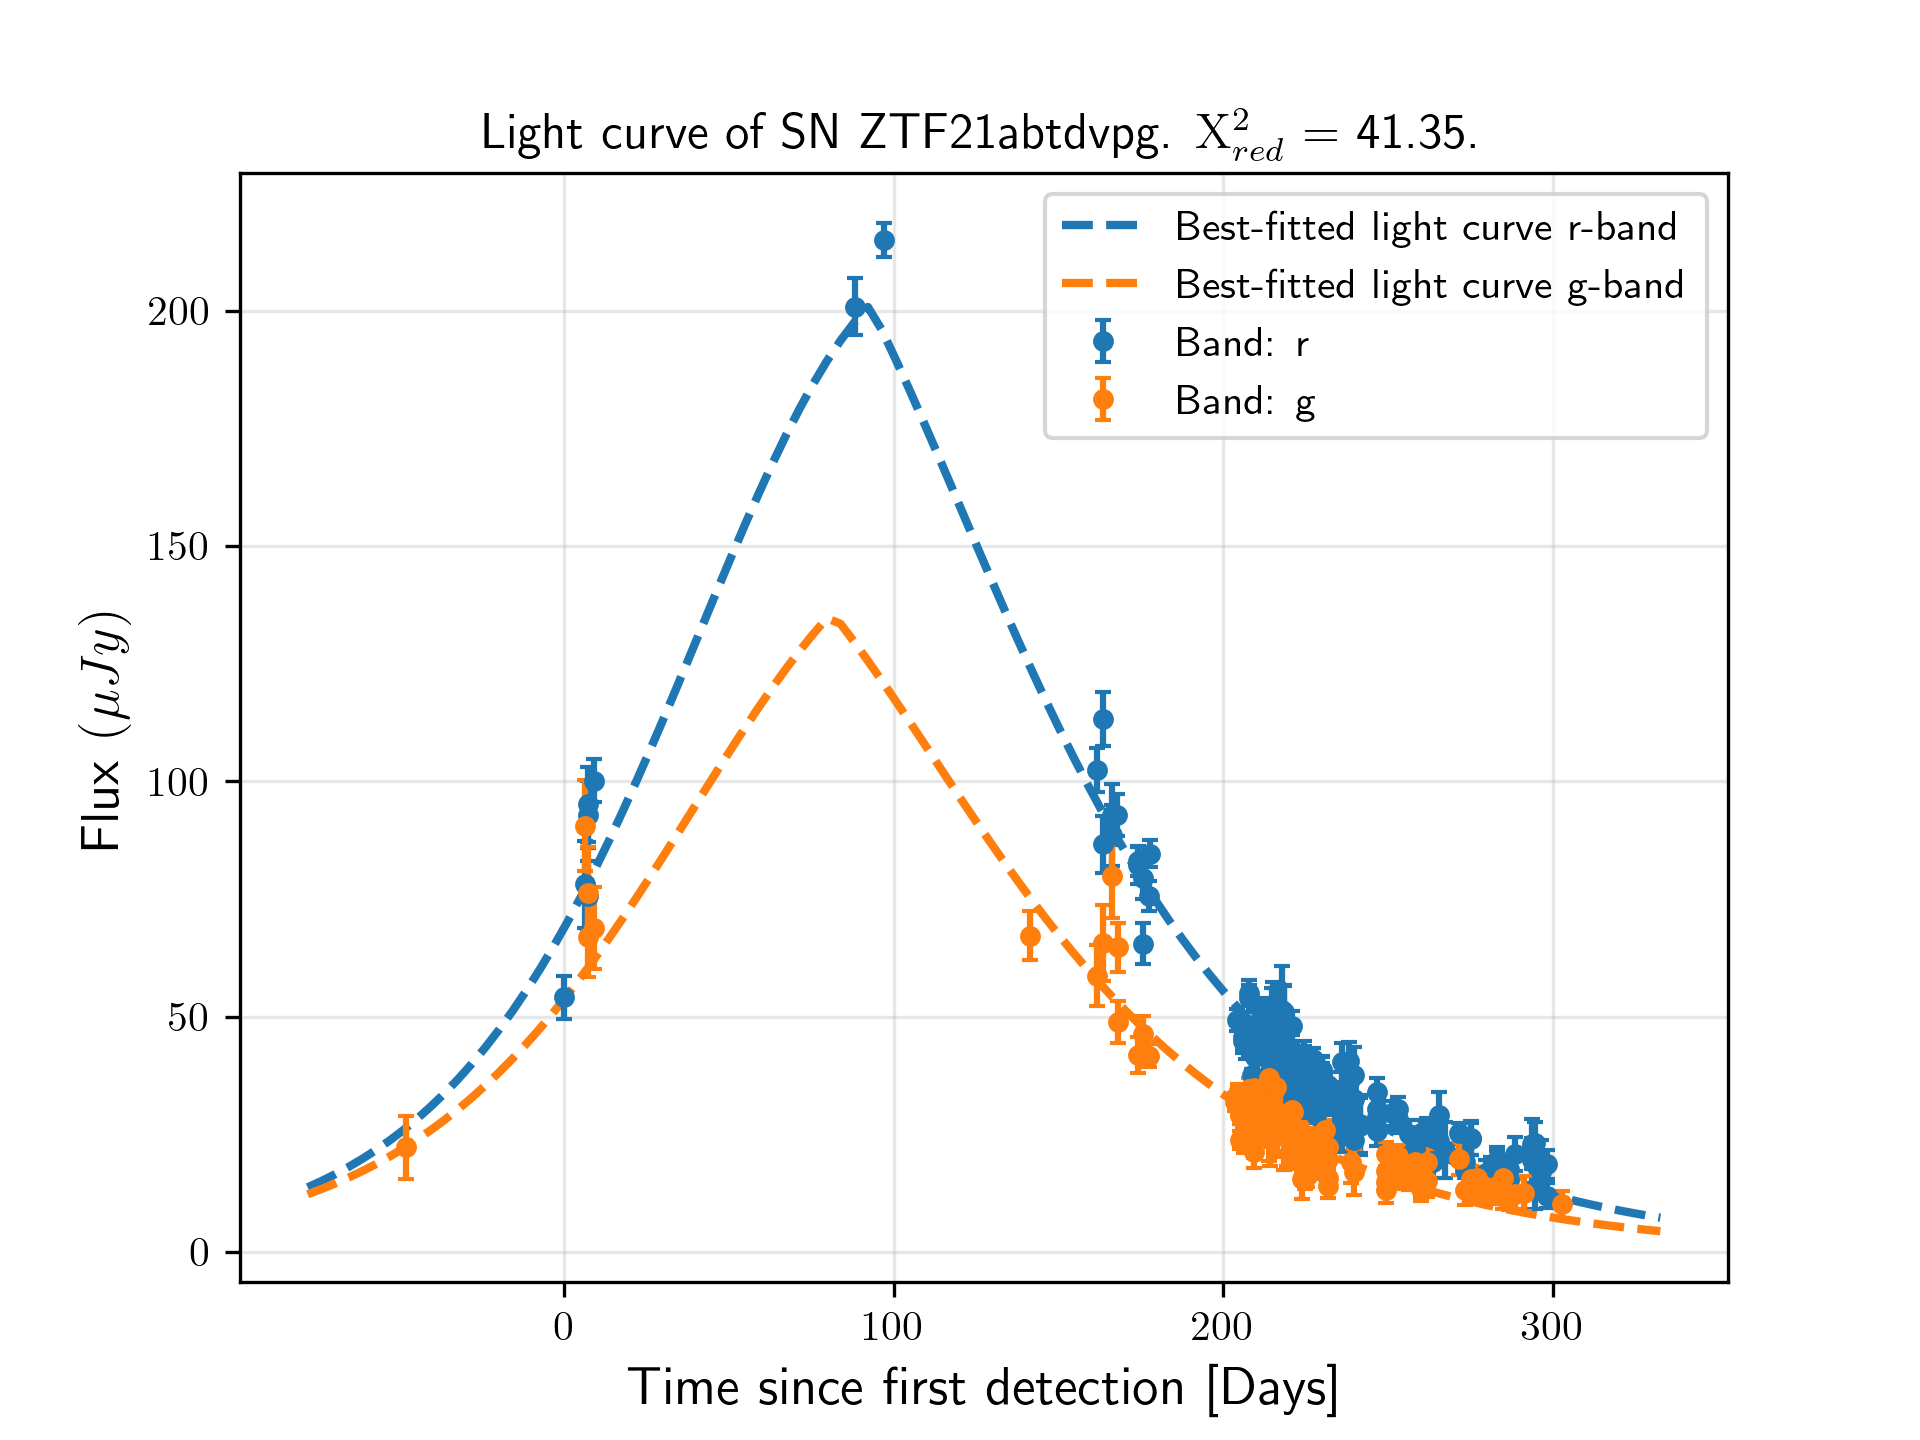 Light curve of SN ZTF21abtdvpg. X²_red = 41.35.
Best-fitted light curve r-band
Best-fitted light curve g-band
Band: r
Band: g
Flux (μJy)
200
150
100
50
0
0 100 200 300
Time since first detection [Days]